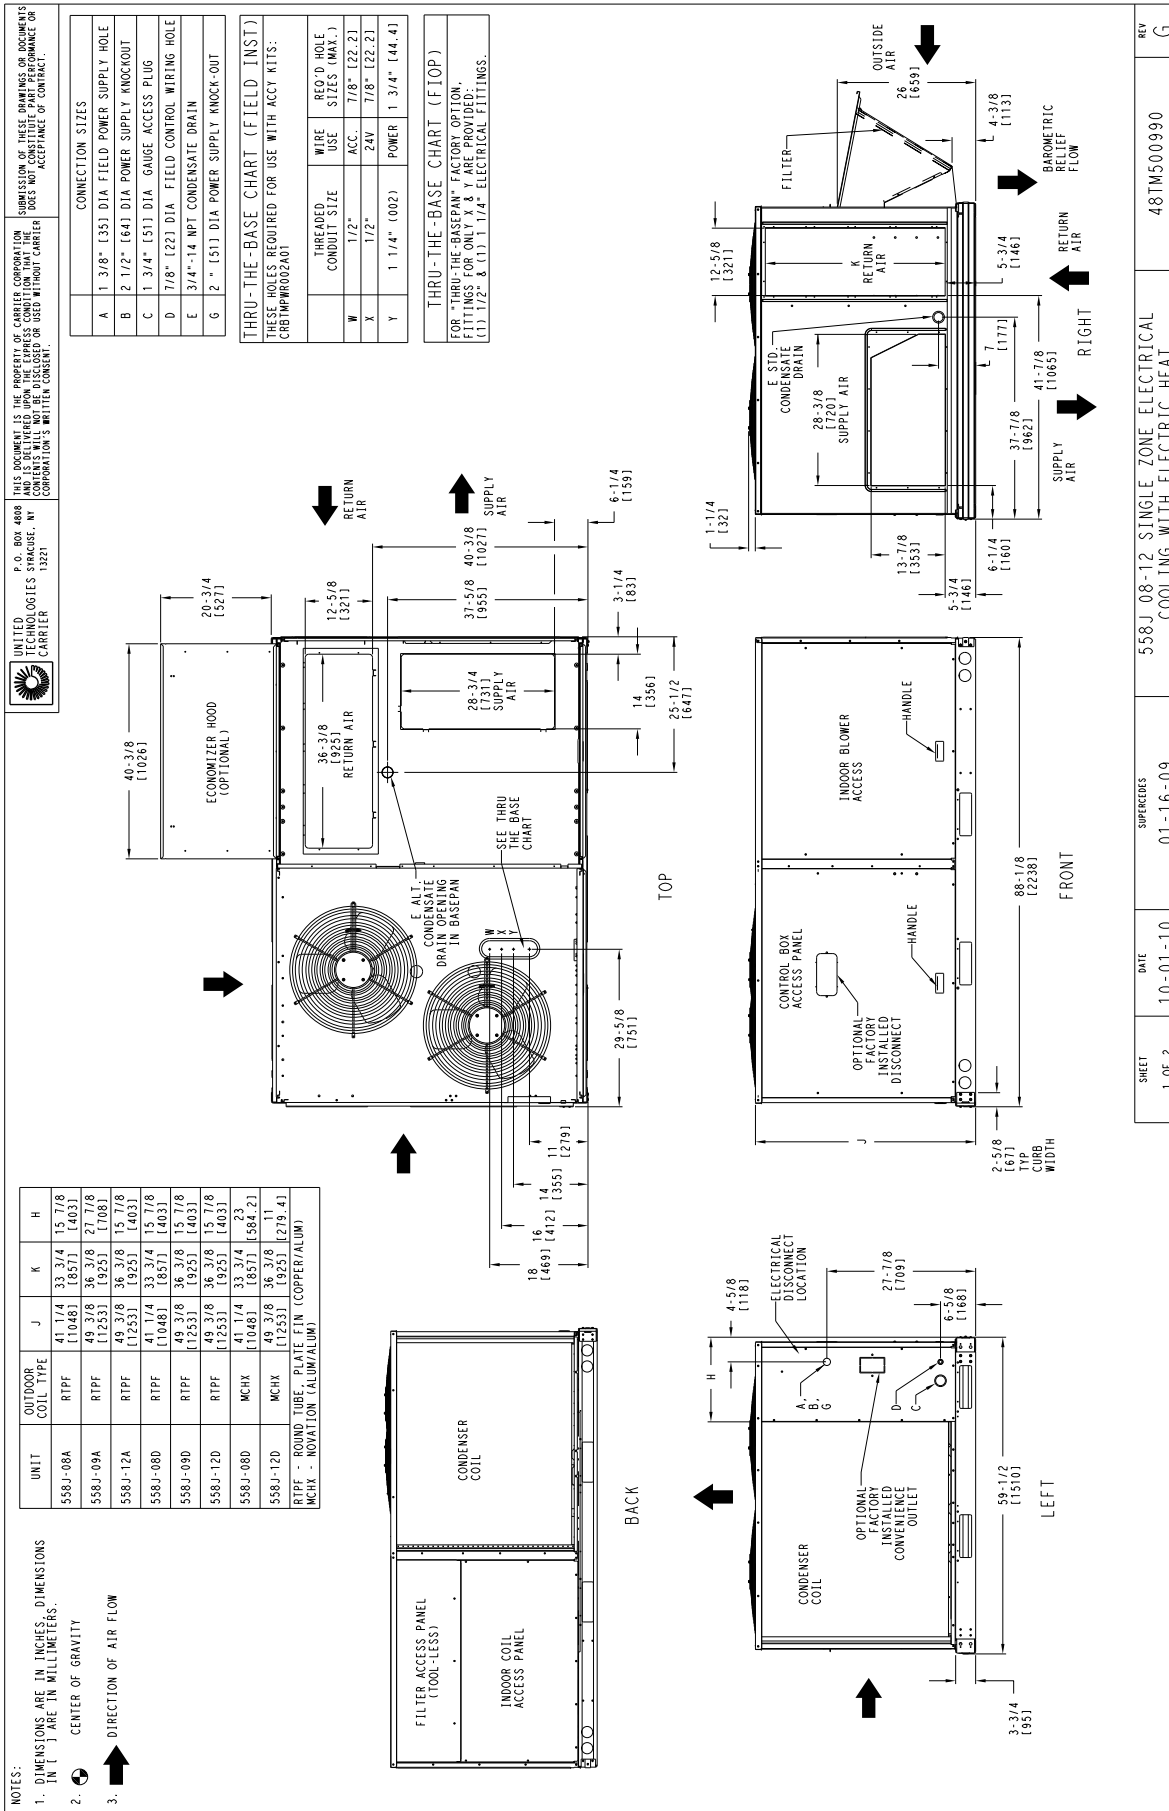 NOTES:
1. DIMENSIONS ARE IN INCHES, DIMENSIONS
IN [ ] ARE IN MILLIMETERS.
2. CENTER OF GRAVITY
3. DIRECTION OF AIR FLOW
UNIT OUTDOOR COIL TYPE J K H
558J-08A RTPF 41 1/4 [1048] 33 3/4 [857] 15 7/8 [403]
558J-09A RTPF 49 3/8 [1253] 36 3/8 [925] 27 7/8 [708]
558J-12A RTPF 49 3/8 [1253] 36 3/8 [925] 15 7/8 [403]
558J-08D RTPF 41 1/4 [1048] 33 3/4 [857] 15 7/8 [403]
558J-09D RTPF 49 3/8 [1253] 36 3/8 [925] 15 7/8 [403]
558J-12D RTPF 49 3/8 [1253] 36 3/8 [925] 15 7/8 [403]
558J-08D MCHX 41 1/4 [1048] 33 3/4 [857] 23 [584.2]
558J-12D MCHX 49 3/8 [1253] 36 3/8 [925] 11 [279.4]
RTPF - ROUND TUBE, PLATE FIN (COPPER/ALUM)
MCHX - NOVATION (ALUM/ALUM)
UNITED
TECHNOLOGIES
CARRIER
P.O. BOX 4808
SYRACUSE, NY
13221
THIS DOCUMENT IS THE PROPERTY OF CARRIER CORPORATION
AND IS DELIVERED UPON THE EXPRESS CONDITION THAT THE
CONTENTS WILL NOT BE DISCLOSED OR USED WITHOUT CARRIER
CORPORATION'S WRITTEN CONSENT.
SUBMISSION OF THESE DRAWINGS OR DOCUMENTS
DOES NOT CONSTITUTE PART PERFORMANCE OR
ACCEPTANCE OF CONTRACT.
CONNECTION SIZES
A 1 3/8" [35] DIA FIELD POWER SUPPLY HOLE
B 2 1/2" [64] DIA POWER SUPPLY KNOCKOUT
C 1 3/4" [51] DIA GAUGE ACCESS PLUG
D 7/8" [22] DIA FIELD CONTROL WIRING HOLE
E 3/4"-14 NPT CONDENSATE DRAIN
G 2 " [51] DIA POWER SUPPLY KNOCK-OUT
THRU-THE-BASE CHART (FIELD INST)
THESE HOLES REQUIRED FOR USE WITH ACCY KITS:
CRBTMPWR002A01
THREADED CONDUIT SIZE WIRE USE REQ'D HOLE SIZES (MAX.)
W 1/2" ACC. 7/8" [22.2]
X 1/2" 24V 7/8" [22.2]
Y 1 1/4" (002) POWER 1 3/4" [44.4]
THRU-THE-BASE CHART (FIOP)
FOR "THRU-THE-BASEPAN" FACTORY OPTION,
FITTINGS FOR ONLY X & Y ARE PROVIDED:
(1) 1/2" & (1) 1 1/4" ELECTRICAL FITTINGS.
FILTER ACCESS PANEL
(TOOL-LESS)
INDOOR COIL
ACCESS PANEL
CONDENSER
COIL
BACK
40-3/8
[1026]
20-3/4
[527]
ECONOMIZER HOOD
(OPTIONAL)
12-5/8
[321]
RETURN
AIR
36-3/8
[925]
RETURN AIR
37-5/8
[955]
40-3/8
[1027]
SUPPLY
AIR
28-3/4
[731]
SUPPLY
AIR
6-1/4
[159]
3-1/4
[83]
14
[356]
25-1/2
[647]
E ALT.
CONDENSATE
DRAIN OPENING
IN BASEPAN
SEE THRU
THE BASE
CHART
W
X
Y
29-5/8
[751]
11
[279]
14
[355]
16
[412]
18
[469]
TOP
CONDENSER
COIL
OPTIONAL
FACTORY
INSTALLED
CONVENIENCE
OUTLET
H
4-5/8
[118]
ELECTRICAL
DISCONNECT
LOCATION
A,
B,
G
D
C
27-7/8
[709]
6-5/8
[168]
59-1/2
[1510]
3-3/4
[95]
LEFT
J
CONTROL BOX
ACCESS PANEL
OPTIONAL
FACTORY
INSTALLED
DISCONNECT
HANDLE
INDOOR BLOWER
ACCESS
HANDLE
2-5/8
[67]
TYP
CURB
WIDTH
88-1/8
[2238]
FRONT
1-1/4
[32]
12-5/8
[321]
E STD.
CONDENSATE
DRAIN
28-3/8
[720]
SUPPLY AIR
K
RETURN
AIR
FILTER
OUTSIDE
AIR
26
[659]
4-3/8
[113]
BAROMETRIC
RELIEF
FLOW
13-7/8
[353]
5-3/4
[146]
6-1/4
[160]
7
[177]
5-3/4
[146]
37-7/8
[962]
41-7/8
[1065]
SUPPLY
AIR
RETURN
AIR
RIGHT
SHEET
1 OF 2
DATE
10-01-10
SUPERCEDES
01-16-09
558J 08-12 SINGLE ZONE ELECTRICAL
COOLING WITH ELECTRIC HEAT
48TM500990
REV
G